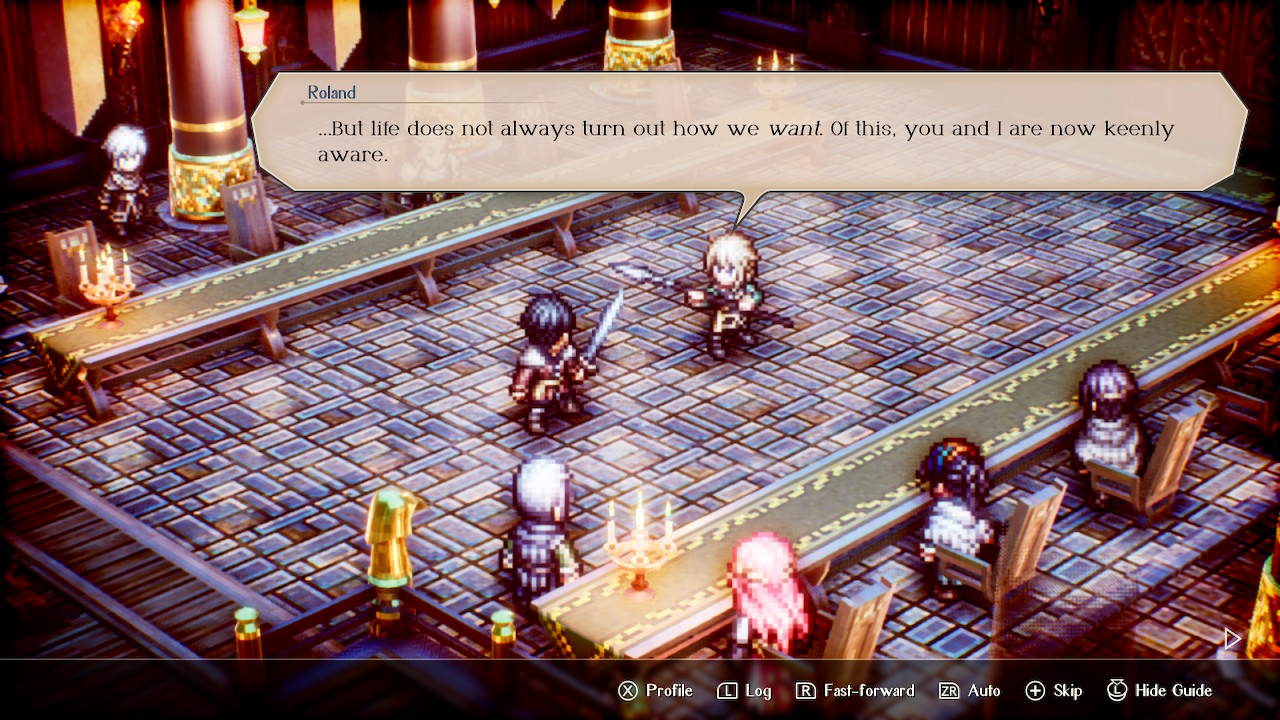 Roland
...But life does not always turn out how we want. Of this, you and I are now keenly
aware.
X Profile L Log R Fast-forward ZR Auto + Skip L Hide Guide